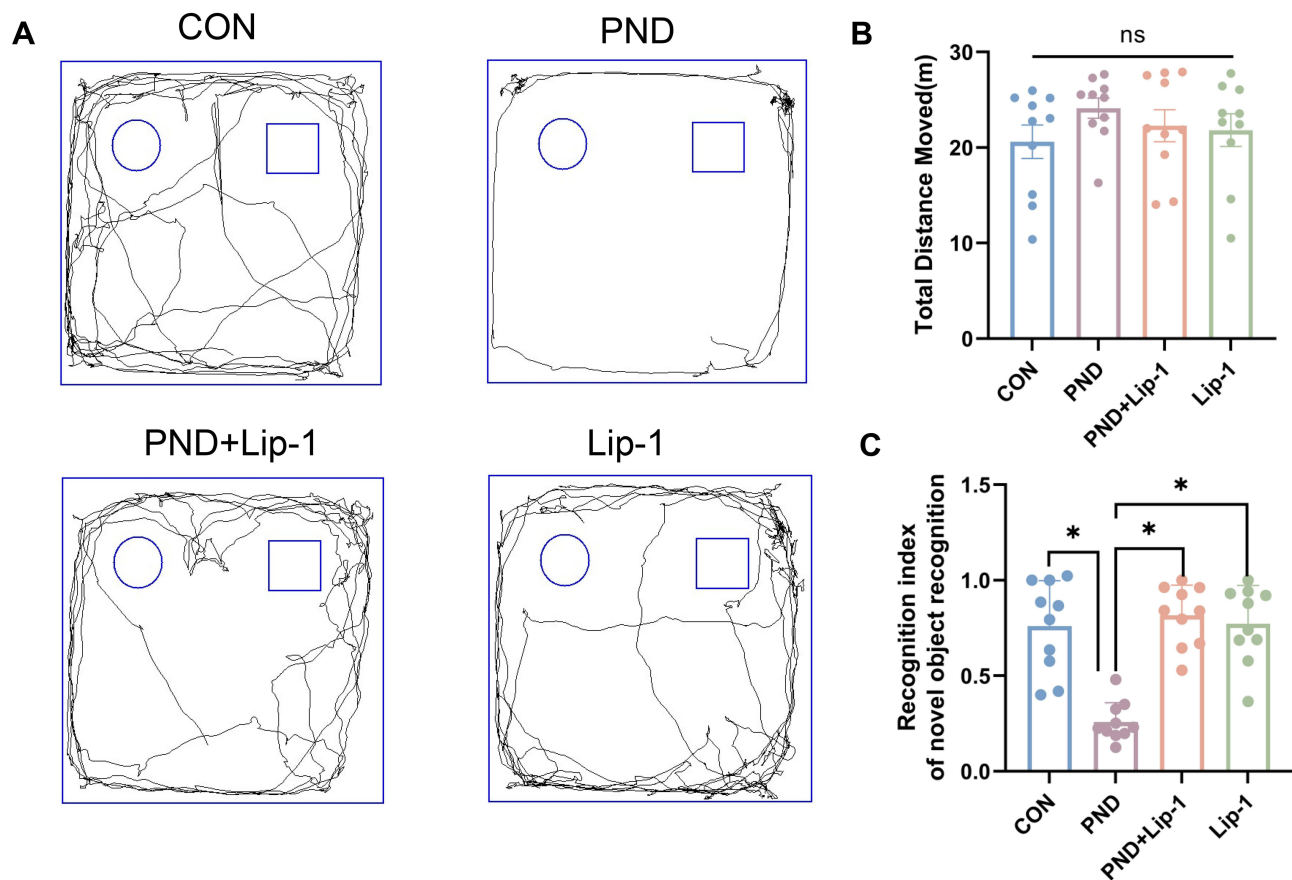 A
CON
PND
PND+Lip-1
Lip-1
B
ns
Total Distance Moved(m)
30
20
10
0
CON
PND
PND+Lip-1
Lip-1
C
Recognition index
of novel object recognition
1.5
1.0
0.5
0.0
*
*
*
CON
PND
PND+Lip-1
Lip-1